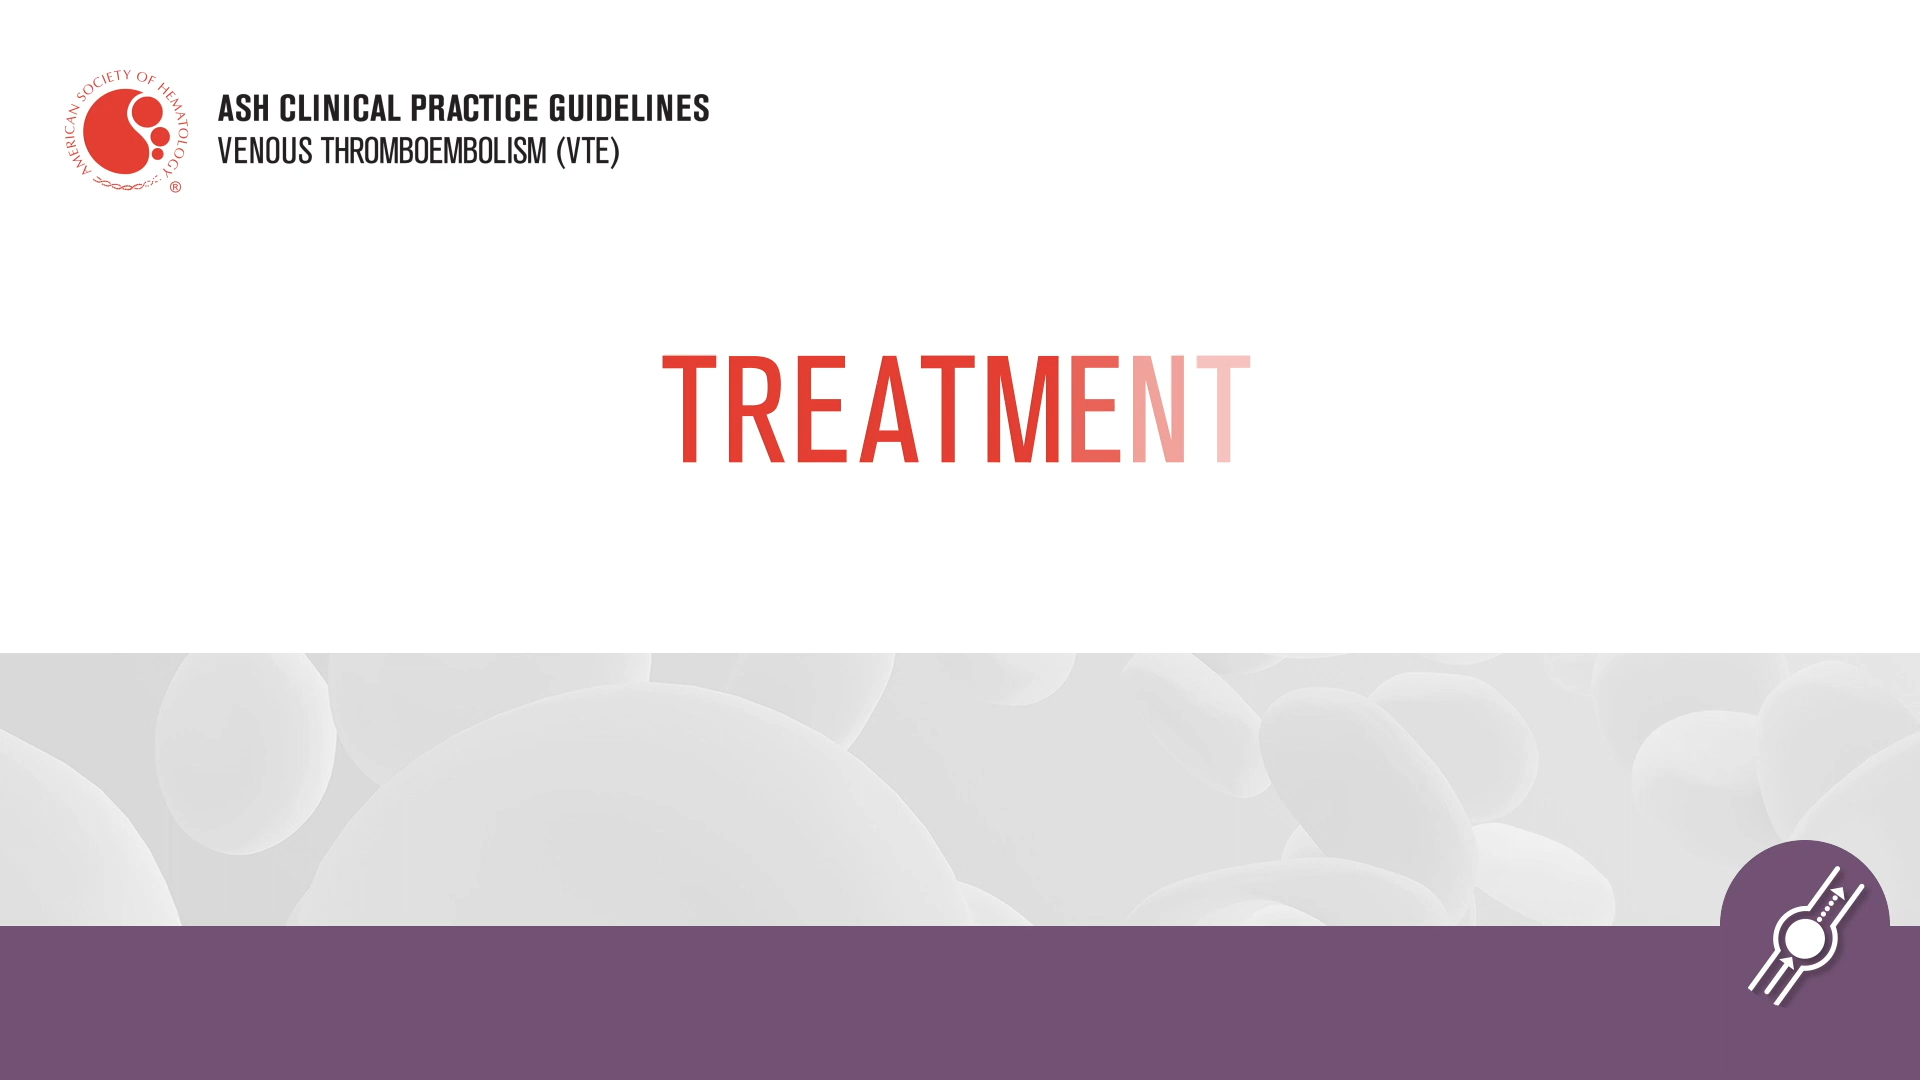 AMERICAN SOCIETY OF HEMATOLOGY
®
ASH CLINICAL PRACTICE GUIDELINES
VENOUS THROMBOEMBOLISM (VTE)
TREATMENT